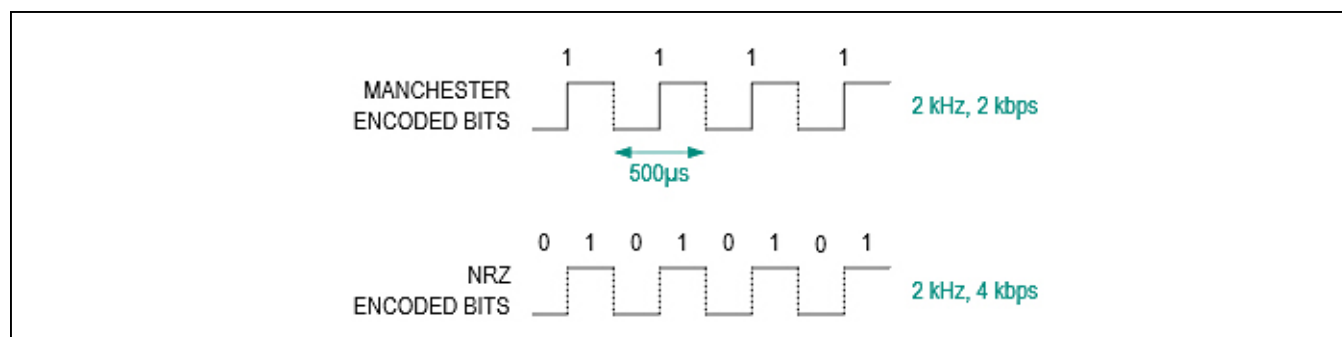 1 1 1 1
MANCHESTER
ENCODED BITS
2 kHz, 2 kbps
500µs
0 1 0 1 0 1 0 1
NRZ
ENCODED BITS
2 kHz, 4 kbps